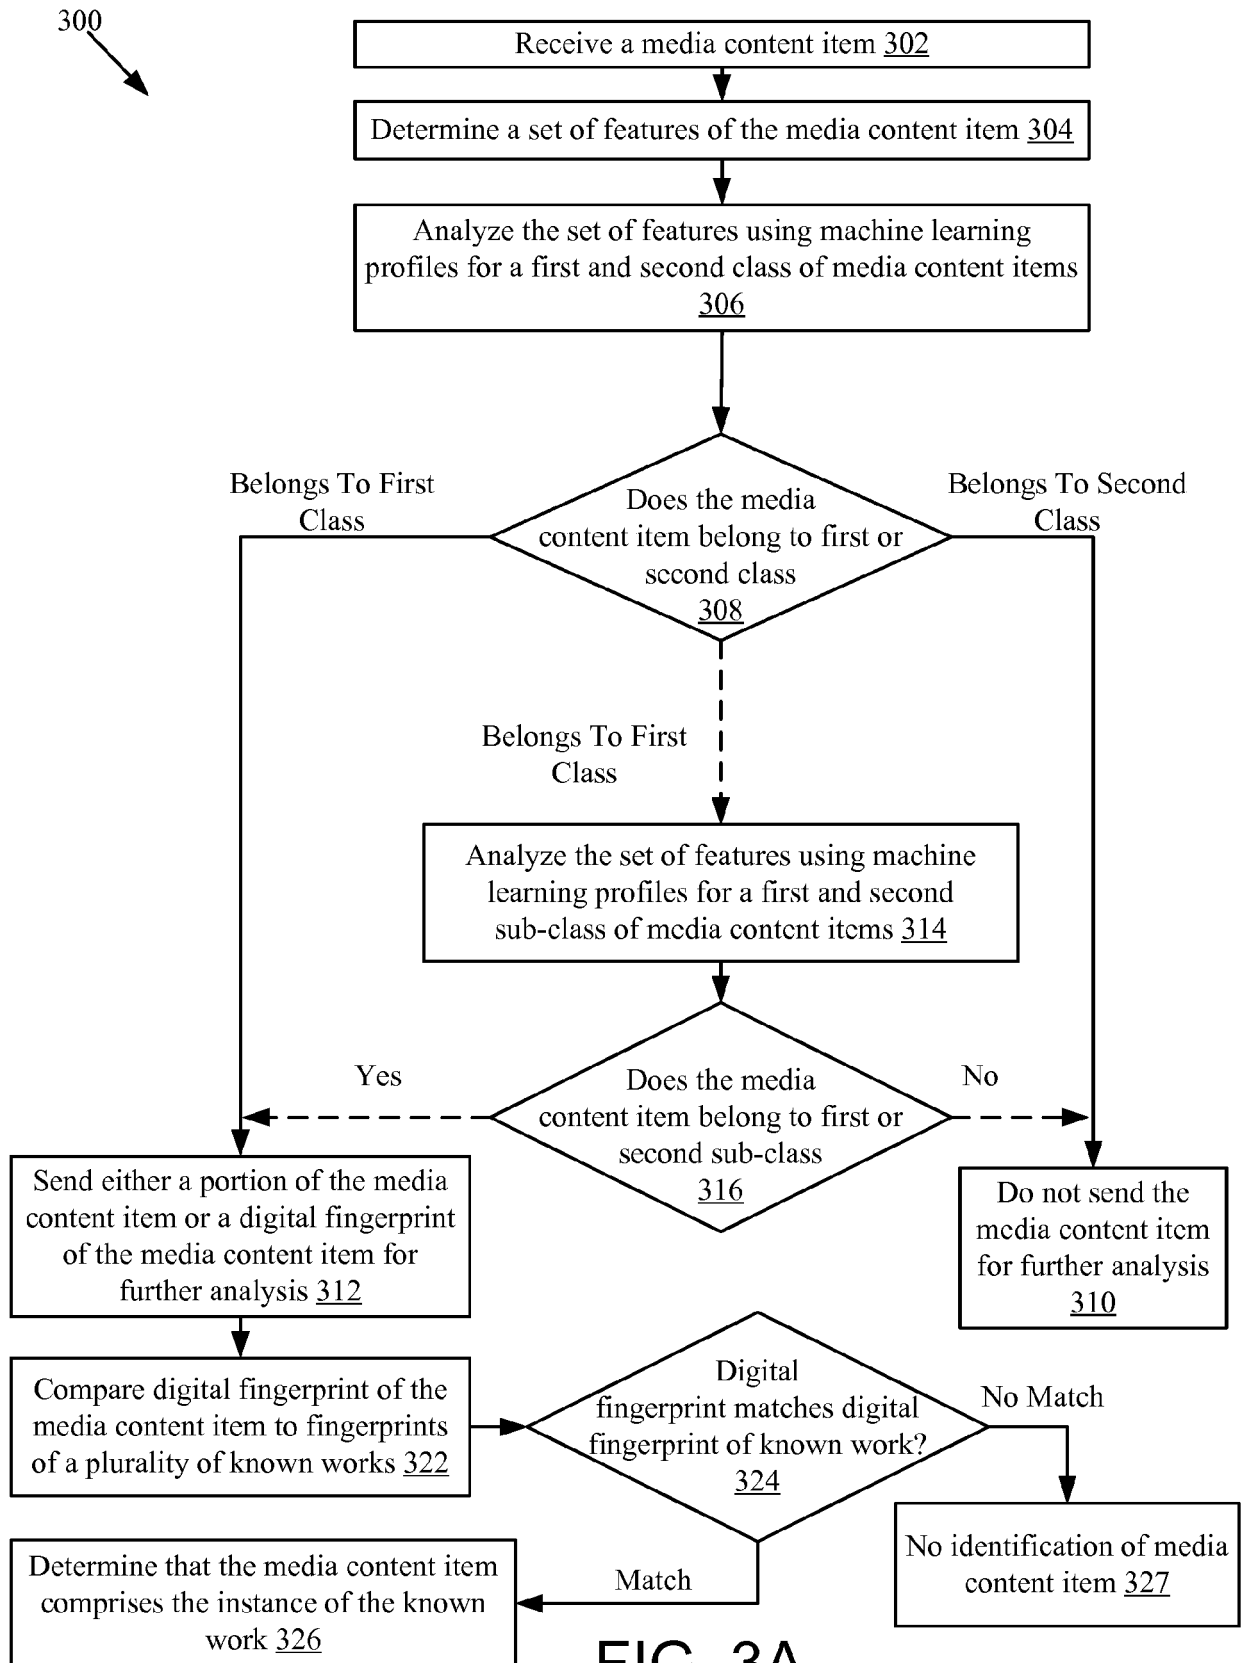 300
Receive a media content item 302
Determine a set of features of the media content item 304
Analyze the set of features using machine learning
profiles for a first and second class of media content items
306
Belongs To First
Class
Does the media
content item belong to first or
second class
308
Belongs To Second
Class
Belongs To First
Class
Analyze the set of features using machine
learning profiles for a first and second
sub-class of media content items 314
Yes
Does the media
content item belong to first or
second sub-class
316
No
Send either a portion of the media
content item or a digital fingerprint
of the media content item for
further analysis 312
Do not send the
media content item
for further analysis
310
Compare digital fingerprint of the
media content item to fingerprints
of a plurality of known works 322
Digital
fingerprint matches digital
fingerprint of known work?
324
No Match
No identification of media
content item 327
Match
Determine that the media content item
comprises the instance of the known
work 326
FIG. 3A